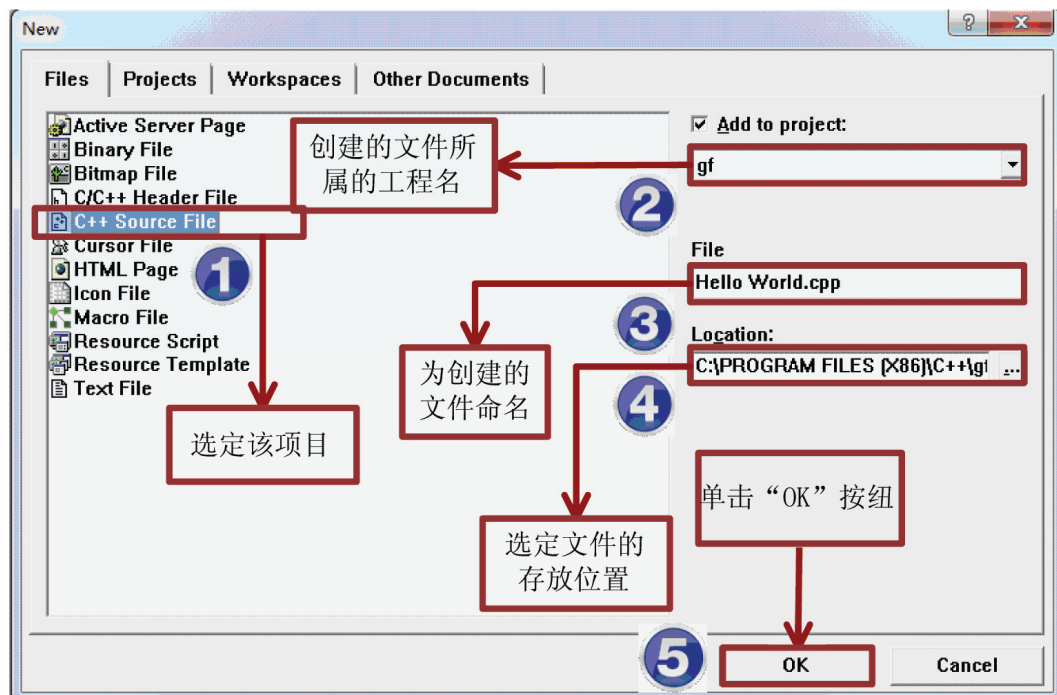 New
Files
Projects
Workspaces
Other Documents
Active Server Page
Binary File
Bitmap File
C/C++ Header File
C++ Source File
Cursor File
HTML Page
Icon File
Macro File
Resource Script
Resource Template
Text File
1
选定该项目
创建的文件所
属的工程名
Add to project:
gf
2
File
Hello World.cpp
3
为创建的
文件命名
Location:
C:\PROGRAM FILES (X86)\C++\gf
...
4
选定文件的
存放位置
单击“OK”按钮
5
OK
Cancel